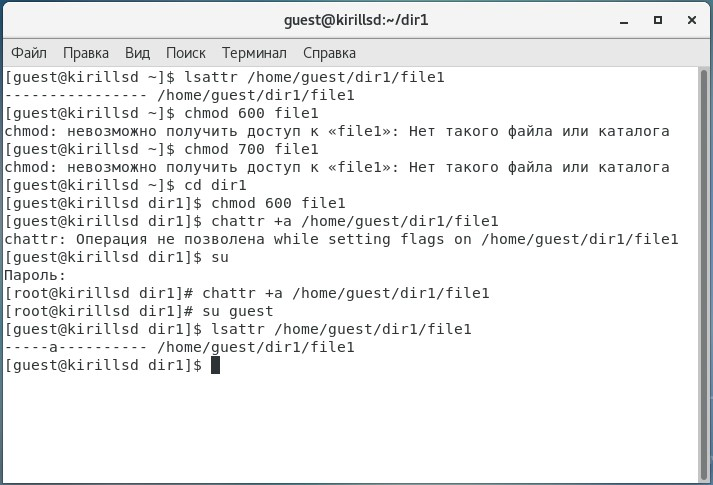 guest@kirillsd:~/dir1
Файл Правка Вид Поиск Терминал Справка
[guest@kirillsd ~]$ lsattr /home/guest/dir1/file1
---------------- /home/guest/dir1/file1
[guest@kirillsd ~]$ chmod 600 file1
chmod: невозможно получить доступ к «file1»: Нет такого файла или каталога
[guest@kirillsd ~]$ chmod 700 file1
chmod: невозможно получить доступ к «file1»: Нет такого файла или каталога
[guest@kirillsd ~]$ cd dir1
[guest@kirillsd dir1]$ chmod 600 file1
[guest@kirillsd dir1]$ chattr +a /home/guest/dir1/file1
chattr: Операция не позволена while setting flags on /home/guest/dir1/file1
[guest@kirillsd dir1]$ su
Пароль:
[root@kirillsd dir1]# chattr +a /home/guest/dir1/file1
[root@kirillsd dir1]# su guest
[guest@kirillsd dir1]$ lsattr /home/guest/dir1/file1
-----a---------- /home/guest/dir1/file1
[guest@kirillsd dir1]$